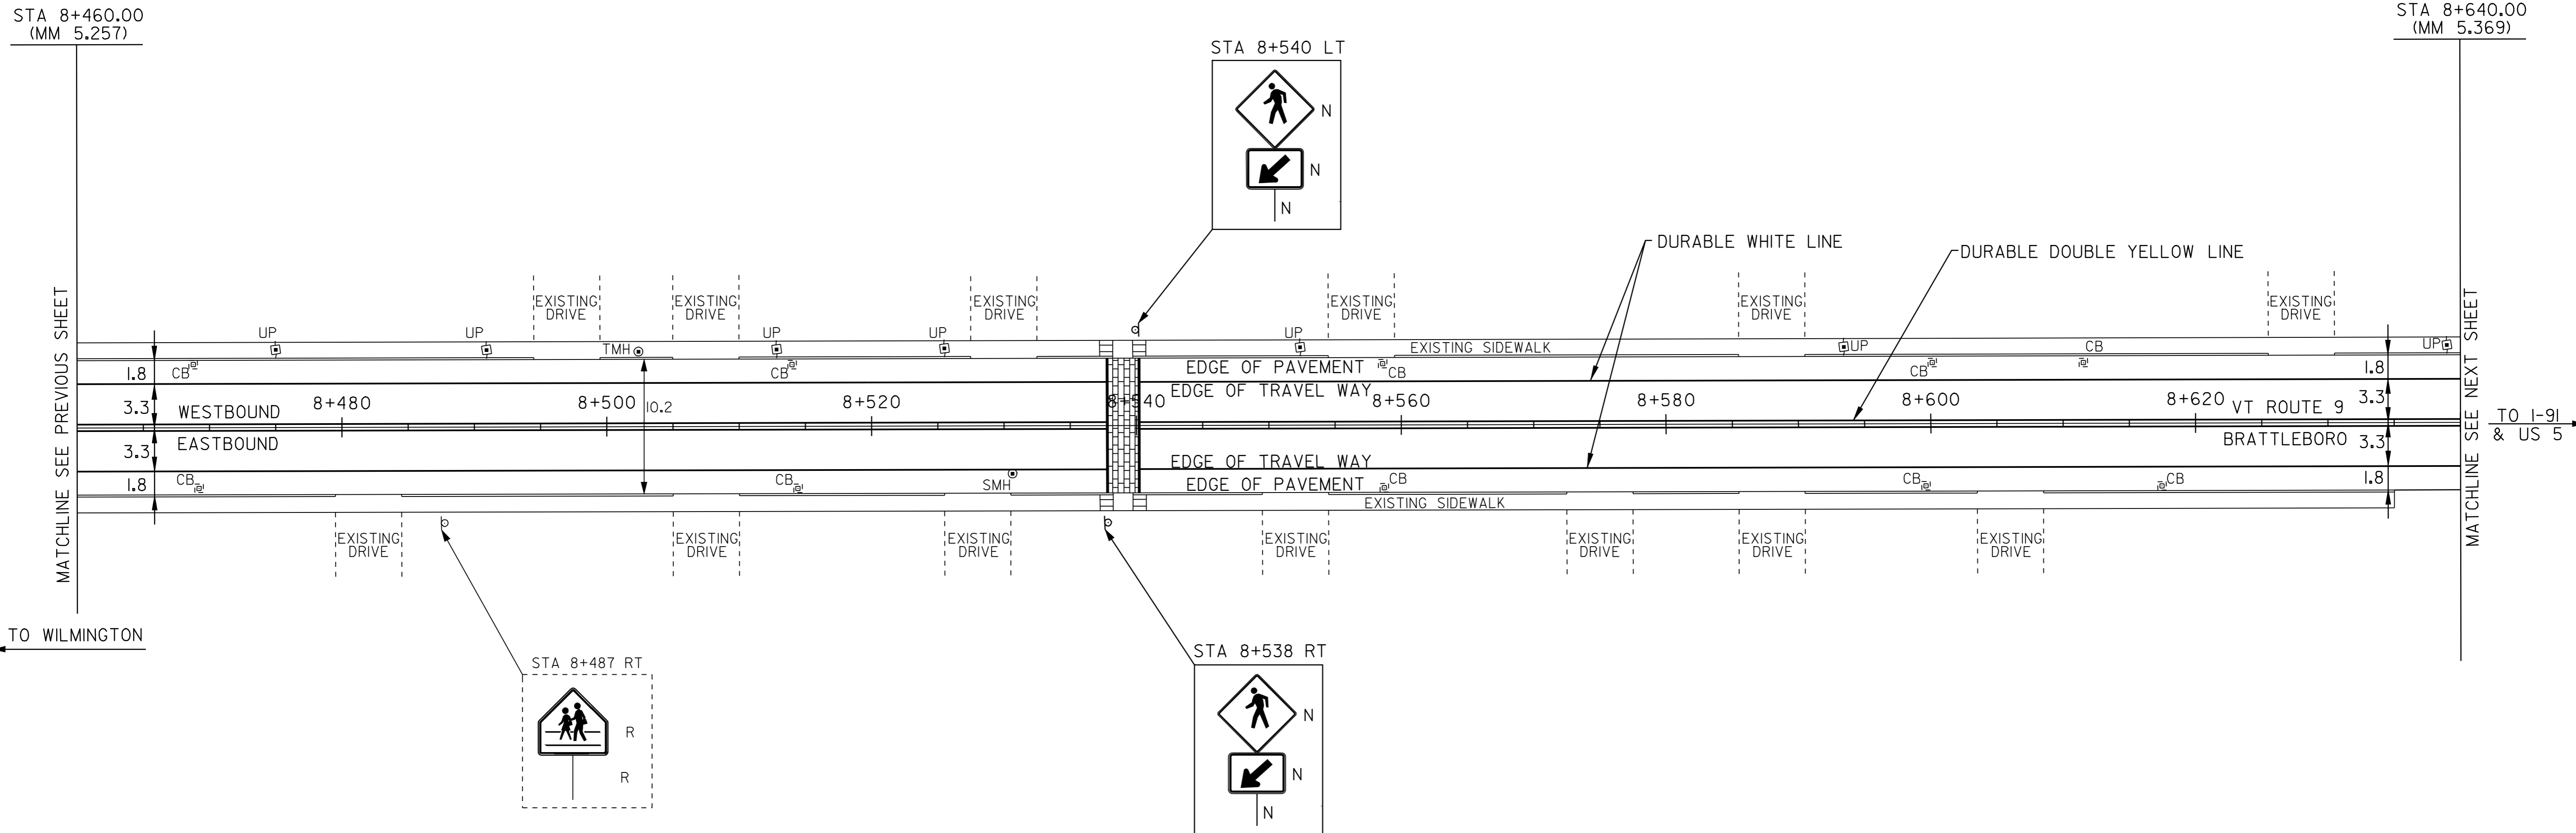 STA 8+460.00
(MM 5.257)
STA 8+640.00
(MM 5.369)
STA 8+540 LT
N
N
N
DURABLE WHITE LINE
DURABLE DOUBLE YELLOW LINE
EXISTING
DRIVE
EXISTING
DRIVE
EXISTING
DRIVE
EXISTING
DRIVE
EXISTING
DRIVE
EXISTING
DRIVE
MATCHLINE SEE PREVIOUS SHEET
MATCHLINE SEE NEXT SHEET
UP
UP
TMH
UP
UP
UP
EXISTING SIDEWALK
UP
CB
UP
1.8
CB
CB
EDGE OF PAVEMENT
CB
CB
1.8
3.3
WESTBOUND
8+480
8+500
10.2
8+520
EDGE OF TRAVEL WAY
8+540
8+560
8+580
8+600
8+620
VT ROUTE 9
3.3
TO I-91
& US 5
3.3
EASTBOUND
BRATTLEBORO
3.3
1.8
CB
CB
SMH
EDGE OF TRAVEL WAY
EDGE OF PAVEMENT
CB
CB
CB
1.8
EXISTING SIDEWALK
EXISTING
DRIVE
EXISTING
DRIVE
EXISTING
DRIVE
EXISTING
DRIVE
EXISTING
DRIVE
EXISTING
DRIVE
EXISTING
DRIVE
TO WILMINGTON
STA 8+487 RT
R
R
STA 8+538 RT
N
N
N